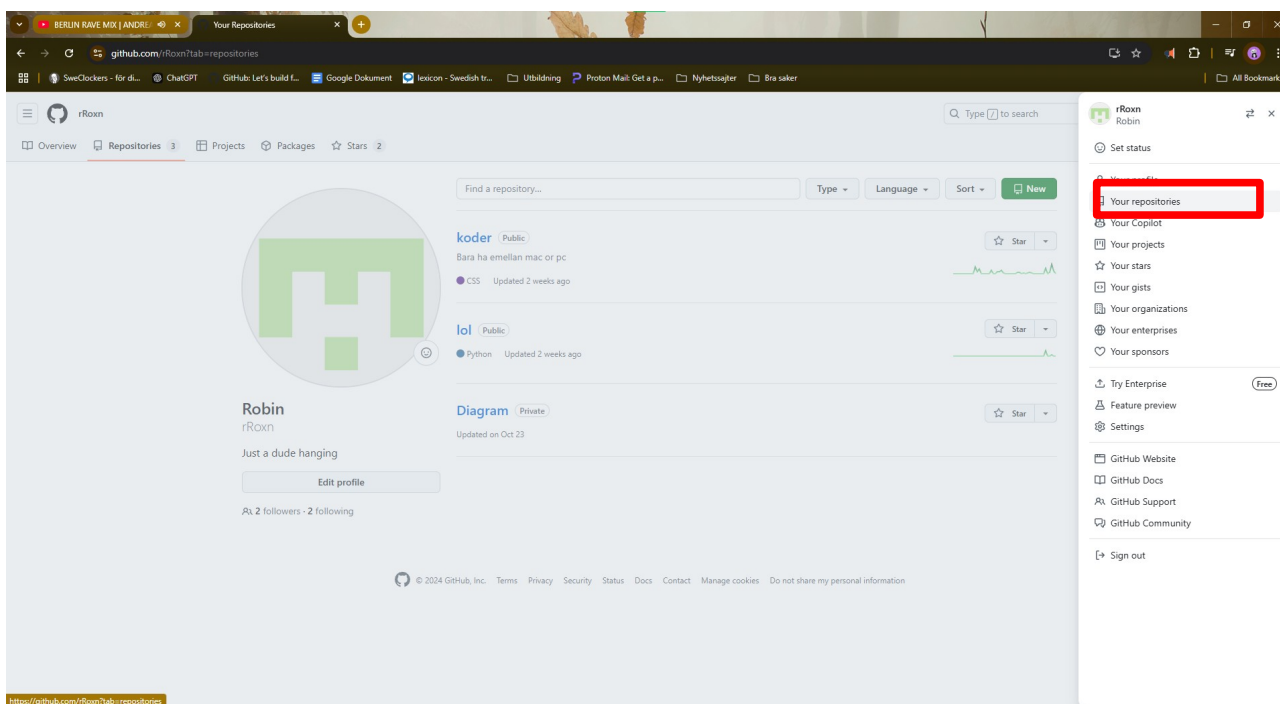 BERLIN RAVE MIX | ANDRE
Your Repositories
github.com/rRoxn?tab=repositories
SweClockers - för di...
ChatGPT
GitHub: Let's build f...
Google Dokument
lexicon - Swedish tr...
Utbildning
Proton Mail: Get a p...
Nyhetssajter
Bra saker
All Bookmark
rRoxn
Type / to search
Overview
Repositories 3
Projects
Packages
Stars 2
Find a repository...
Type
Language
Sort
New
koder Public
Star
Bara ha emellan mac or pc
CSS Updated 2 weeks ago
lol Public
Star
Python Updated 2 weeks ago
Diagram Private
Star
Updated on Oct 23
Robin
rRoxn
Just a dude hanging
Edit profile
2 followers · 2 following
© 2024 GitHub, Inc. Terms Privacy Security Status Docs Contact Manage cookies Do not share my personal information
rRoxn
Robin
Set status
Your profile
Your repositories
Your Copilot
Your projects
Your stars
Your gists
Your organizations
Your enterprises
Your sponsors
Try Enterprise Free
Feature preview
Settings
GitHub Website
GitHub Docs
GitHub Support
GitHub Community
Sign out
https://github.com/rRoxn?tab=repositories